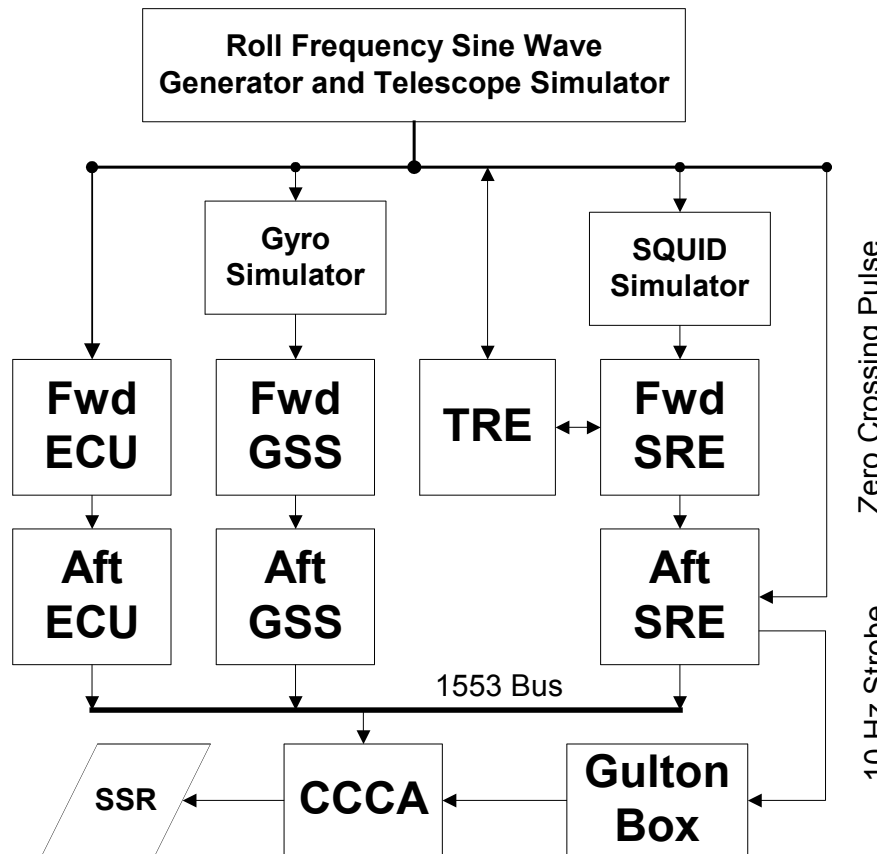 Roll Frequency Sine Wave
Generator and Telescope Simulator
Gyro
Simulator
SQUID
Simulator
Zero Crossing Pulse
Fwd
ECU
Fwd
GSS
TRE
Fwd
SRE
Aft
ECU
Aft
GSS
Aft
SRE
10 Hz Strobe
1553 Bus
SSR
CCCA
Gulton
Box